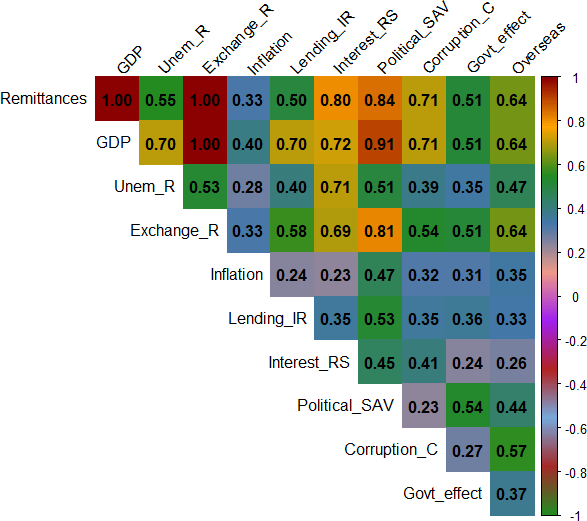 GDP Unem_R Exchange_R Inflation Lending_IR Interest_RS Political_SAV Corruption_C Govt_effect Overseas
Remittances 1.00 0.55 1.00 0.33 0.50 0.80 0.84 0.71 0.51 0.64
GDP 0.70 1.00 0.40 0.70 0.72 0.91 0.71 0.51 0.64
Unem_R 0.53 0.28 0.40 0.71 0.51 0.39 0.35 0.47
Exchange_R 0.33 0.58 0.69 0.81 0.54 0.51 0.64
Inflation 0.24 0.23 0.47 0.32 0.31 0.35
Lending_IR 0.35 0.53 0.35 0.36 0.33
Interest_RS 0.45 0.41 0.24 0.26
Political_SAV 0.23 0.54 0.44
Corruption_C 0.27 0.57
Govt_effect 0.37
1
0.8
0.6
0.4
0.2
0
-0.2
-0.4
-0.6
-0.8
-1